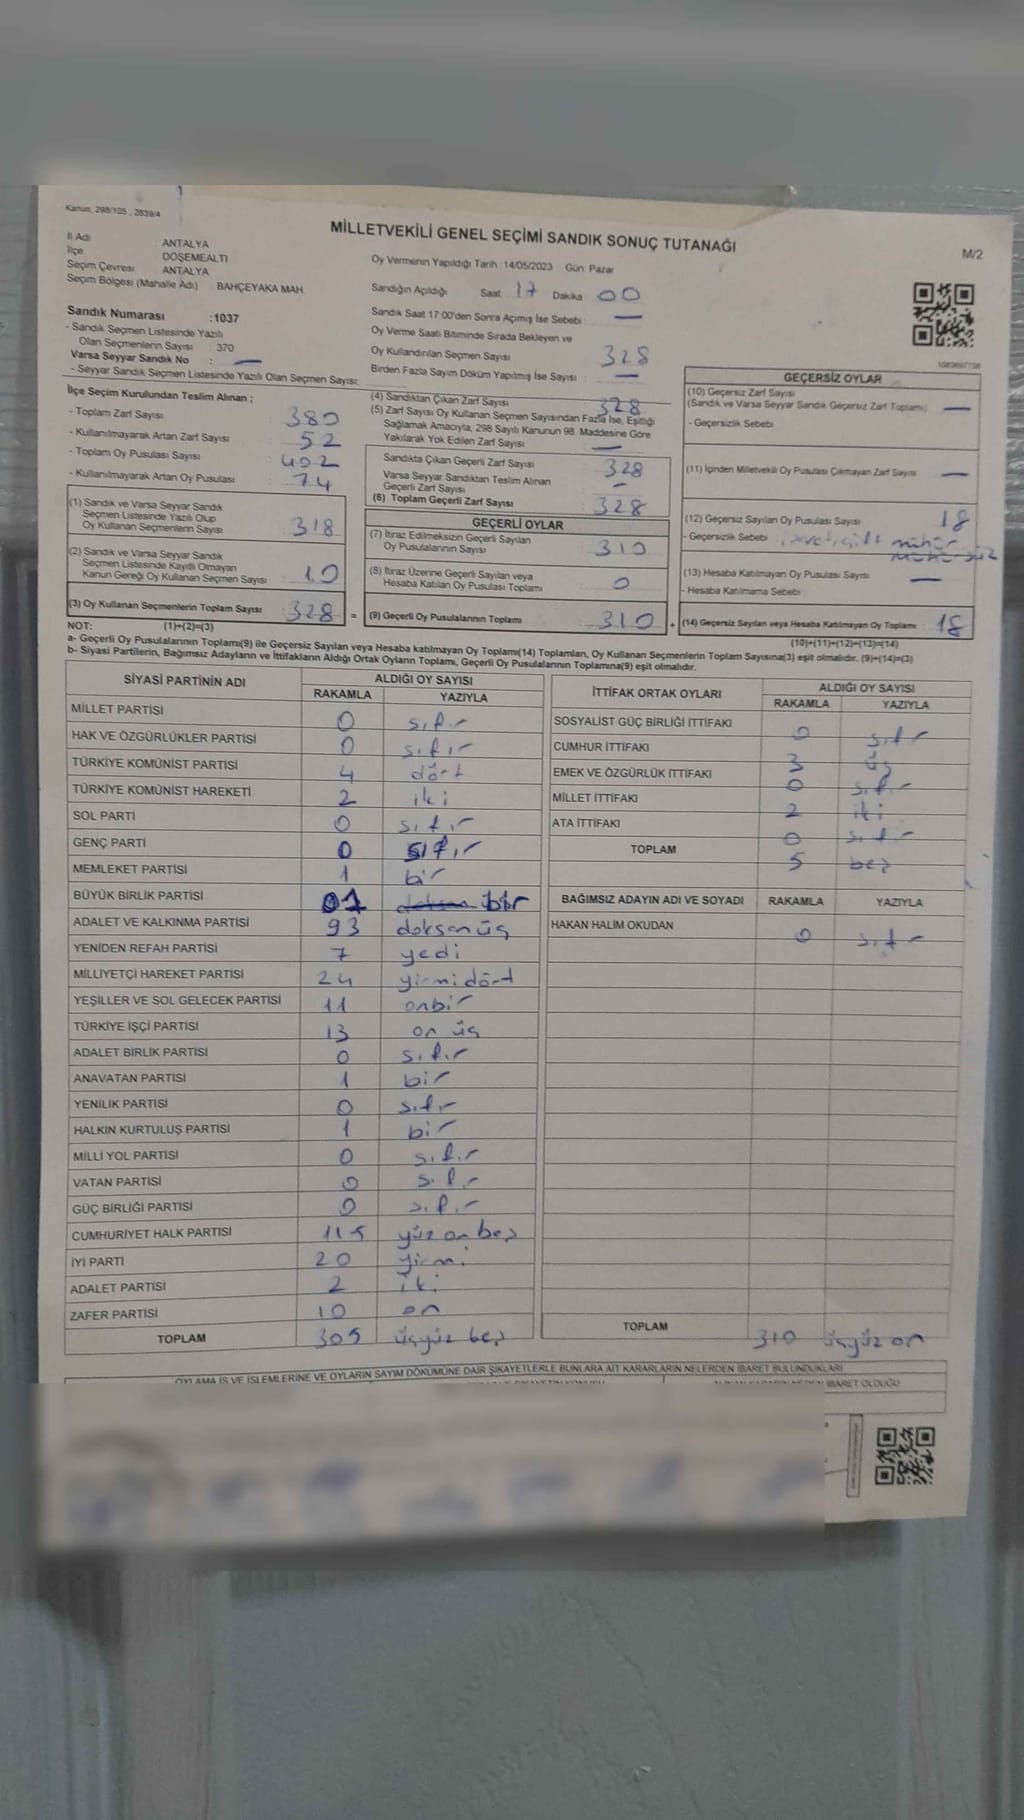 Kanun, 298/105 , 2839/4
MİLLETVEKİLİ GENEL SEÇİMİ SANDIK SONUÇ TUTANAĞI
M/2
İl Adı : ANTALYA
İlçe : DÖŞEMEALTI
Seçim Çevresi : ANTALYA
Seçim Bölgesi (Mahalle Adı) : BAHÇEYAKA MAH.
Sandık Numarası :1037
- Sandık Seçmen Listesinde Yazılı
Olan Seçmenlerin Sayısı : 370
Varsa Seyyar Sandık No : —
- Seyyar Sandık Seçmen Listesinde Yazılı Olan Seçmen Sayısı:
Oy Vermenin Yapıldığı Tarih :14/05/2023 Gün: Pazar
Sandığın Açıldığı Saat 17 Dakika 00
Sandık Saat 17:00'den Sonra Açımış İse Sebebi : —
Oy Verme Saati Bitiminde Sırada Bekleyen ve
Oy Kullandırılan Seçmen Sayısı 328
Birden Fazla Sayım Döküm Yapılmış İse Sayısı : —
İlçe Seçim Kurulundan Teslim Alınan ;
- Toplam Zarf Sayısı : 380
- Kullanılmayarak Artan Zarf Sayısı : 52
- Toplam Oy Pusulası Sayısı : 402
- Kullanılmayarak Artan Oy Pusulası : 74
(1) Sandık ve Varsa Seyyar Sandık
Seçmen Listesinde Yazılı Olup
Oy Kullanan Seçmenlerin Sayısı : 318
(2) Sandık ve Varsa Seyyar Sandık
Seçmen Listesinde Kayıtlı Olmayan
Kanun Gereği Oy Kullanan Seçmen Sayısı : 10
(3) Oy Kullanan Seçmenlerin Toplam Sayısı : 328 =
(4) Sandıktan Çıkan Zarf Sayısı 328
(5) Zarf Sayısı Oy Kullanan Seçmen Sayısından Fazla İse, Eşitliği
Sağlamak Amacıyla, 298 Sayılı Kanunun 98. Maddesine Göre
Yakılarak Yok Edilen Zarf Sayısı : —
Sandıkta Çıkan Geçerli Zarf Sayısı : 328
Varsa Seyyar Sandıktan Teslim Alınan
Geçerli Zarf Sayısı : —
(6) Toplam Geçerli Zarf Sayısı : 328
GEÇERLİ OYLAR
(7) İtiraz Edilmeksizin Geçerli Sayılan
Oy Pusulalarının Sayısı : 310
(8) İtiraz Üzerine Geçerli Sayılan veya
Hesaba Katılan Oy Pusulası Toplamı : 0
(9) Geçerli Oy Pusulalarının Toplamı : 310 +
GEÇERSİZ OYLAR
(10) Geçersiz Zarf Sayısı
(Sandık ve Varsa Seyyar Sandık Geçersiz Zarf Toplamı) : —
- Geçersizlik Sebebi :
(11) İçinden Milletvekili Oy Pusulası Çıkmayan Zarf Sayısı : —
(12) Geçersiz Sayılan Oy Pusulası Sayısı : 18
- Geçersizlik Sebebi : mühür
mühürsüz
(13) Hesaba Katılmayan Oy Pusulası Sayısı : —
- Hesaba Katılmama Sebebi :
(14) Geçersiz Sayılan veya Hesaba Katılmayan Oy Toplamı : 18
NOT: (1)+(2)=(3)
(10)+(11)+(12)+(13)=(14)
a- Geçerli Oy Pusulalarının Toplamı(9) ile Geçersiz Sayılan veya Hesaba katılmayan Oy Toplamı(14) Toplamları, Oy Kullanan Seçmenlerin Toplam Sayısına(3) eşit olmalıdır. (9)+(14)=(3)
b- Siyasi Partilerin, Bağımsız Adayların ve İttifakların Aldığı Ortak Oyların Toplamı, Geçerli Oy Pusulalarının Toplamına(9) eşit olmalıdır.
SİYASİ PARTİNİN ADI ALDIĞI OY SAYISI
RAKAMLA YAZIYLA
MİLLET PARTİSİ 0 sıfır
HAK VE ÖZGÜRLÜKLER PARTİSİ 0 sıfır
TÜRKİYE KOMÜNİST PARTİSİ 4 dört
TÜRKİYE KOMÜNİST HAREKETİ 2 iki
SOL PARTİ 0 sıfır
GENÇ PARTİ 0 sıfır
MEMLEKET PARTİSİ 1 bir
BÜYÜK BİRLİK PARTİSİ 01 bir
ADALET VE KALKINMA PARTİSİ 93 doksan üç
YENİDEN REFAH PARTİSİ 7 yedi
MİLLİYETÇİ HAREKET PARTİSİ 24 yirmidört
YEŞİLLER VE SOL GELECEK PARTİSİ 11 onbir
TÜRKİYE İŞÇİ PARTİSİ 13 on üç
ADALET BİRLİK PARTİSİ 0 sıfır
ANAVATAN PARTİSİ 1 bir
YENİLİK PARTİSİ 0 sıfır
HALKIN KURTULUŞ PARTİSİ 1 bir
MİLLİ YOL PARTİSİ 0 sıfır
VATAN PARTİSİ 0 sıfır
GÜÇ BİRLİĞİ PARTİSİ 0 sıfır
CUMHURİYET HALK PARTİSİ 115 yüz on beş
İYİ PARTİ 20 yirmi
ADALET PARTİSİ 2 iki
ZAFER PARTİSİ 10 on
TOPLAM 305 üçyüz beş
İTTİFAK ORTAK OYLARI ALDIĞI OY SAYISI
RAKAMLA YAZIYLA
SOSYALİST GÜÇ BİRLİĞİ İTTİFAKI 0 sıfır
CUMHUR İTTİFAKI 3 üç
EMEK VE ÖZGÜRLÜK İTTİFAKI 0 sıfır
MİLLET İTTİFAKI 2 iki
ATA İTTİFAKI 0 sıfır
TOPLAM 5 beş
BAĞIMSIZ ADAYIN ADI VE SOYADI RAKAMLA YAZIYLA
HAKAN HALİM OKUDAN 0 sıfır
TOPLAM 310 üçyüz on
OYLAMA İŞ VE İŞLEMLERİNE VE OYLARIN SAYIM DÖKÜMÜNE DAİR ŞİKAYETLERLE BUNLARA AİT KARARLARIN NELERDEN İBARET BULUNDUKLARI